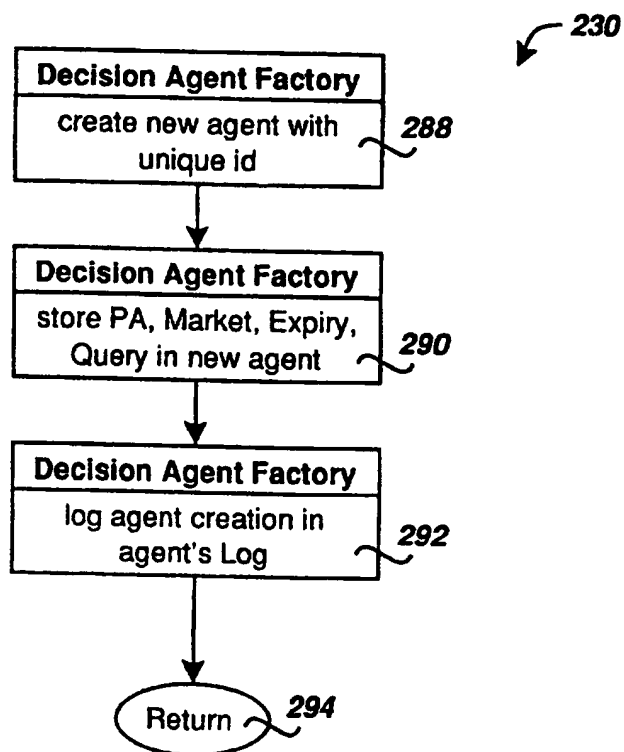 230
Decision Agent Factory
create new agent with
unique id
288
Decision Agent Factory
store PA, Market, Expiry,
Query in new agent
290
Decision Agent Factory
log agent creation in
agent's Log
292
Return
294